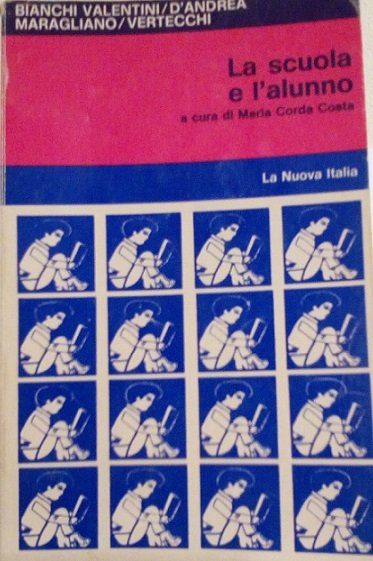 BIANCHI VALENTINI/D'ANDREA
MARAGLIANO/VERTECCHI
La scuola
e l'alunno
a cura di Maria Corda Costa
La Nuova Italia